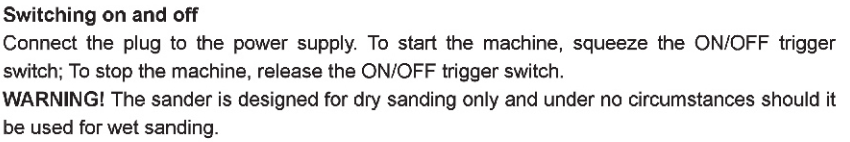 Switching on and off
Connect the plug to the power supply. To start the machine, squeeze the ON/OFF trigger
switch; To stop the machine, release the ON/OFF trigger switch.
WARNING! The sander is designed for dry sanding only and under no circumstances should it
be used for wet sanding.